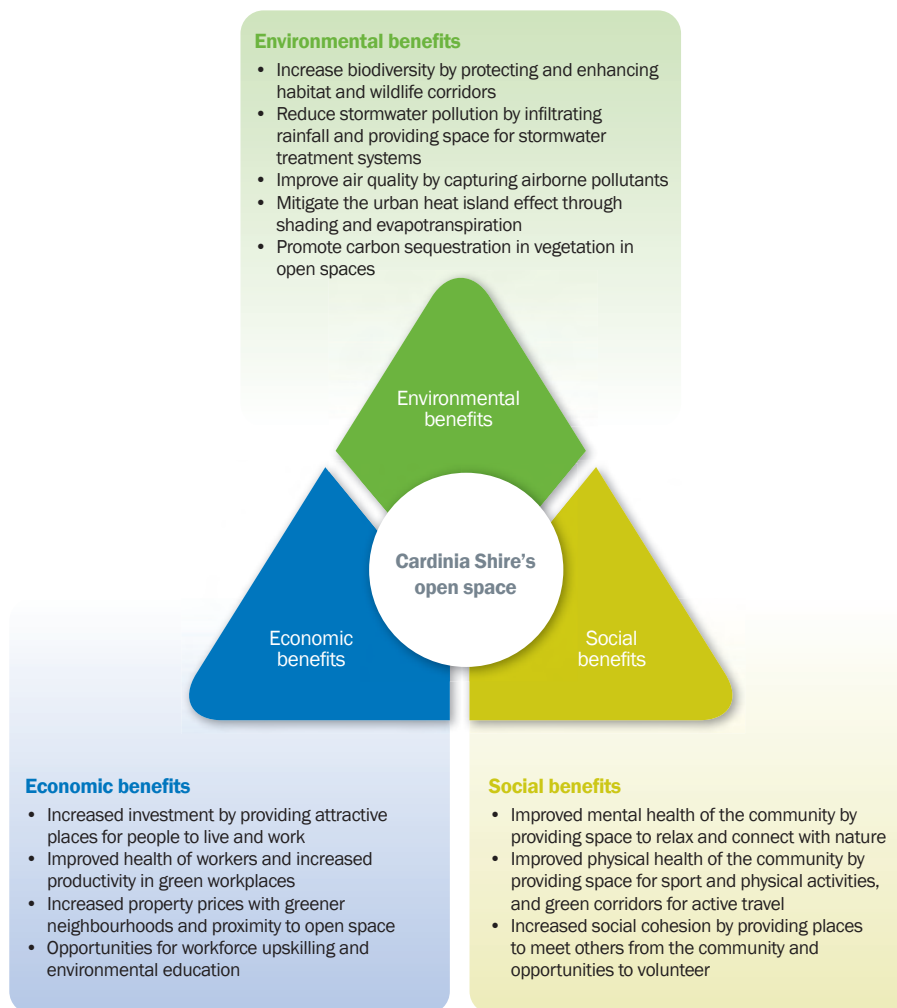 Environmental benefits
• Increase biodiversity by protecting and enhancing
habitat and wildlife corridors
• Reduce stormwater pollution by infiltrating
rainfall and providing space for stormwater
treatment systems
• Improve air quality by capturing airborne pollutants
• Mitigate the urban heat island effect through
shading and evapotranspiration
• Promote carbon sequestration in vegetation in
open spaces
Environmental
benefits
Cardinia Shire's
open space
Economic
benefits
Social
benefits
Economic benefits
• Increased investment by providing attractive
places for people to live and work
• Improved health of workers and increased
productivity in green workplaces
• Increased property prices with greener
neighbourhoods and proximity to open space
• Opportunities for workforce upskilling and
environmental education
Social benefits
• Improved mental health of the community by
providing space to relax and connect with nature
• Improved physical health of the community by
providing space for sport and physical activities,
and green corridors for active travel
• Increased social cohesion by providing places
to meet others from the community and
opportunities to volunteer